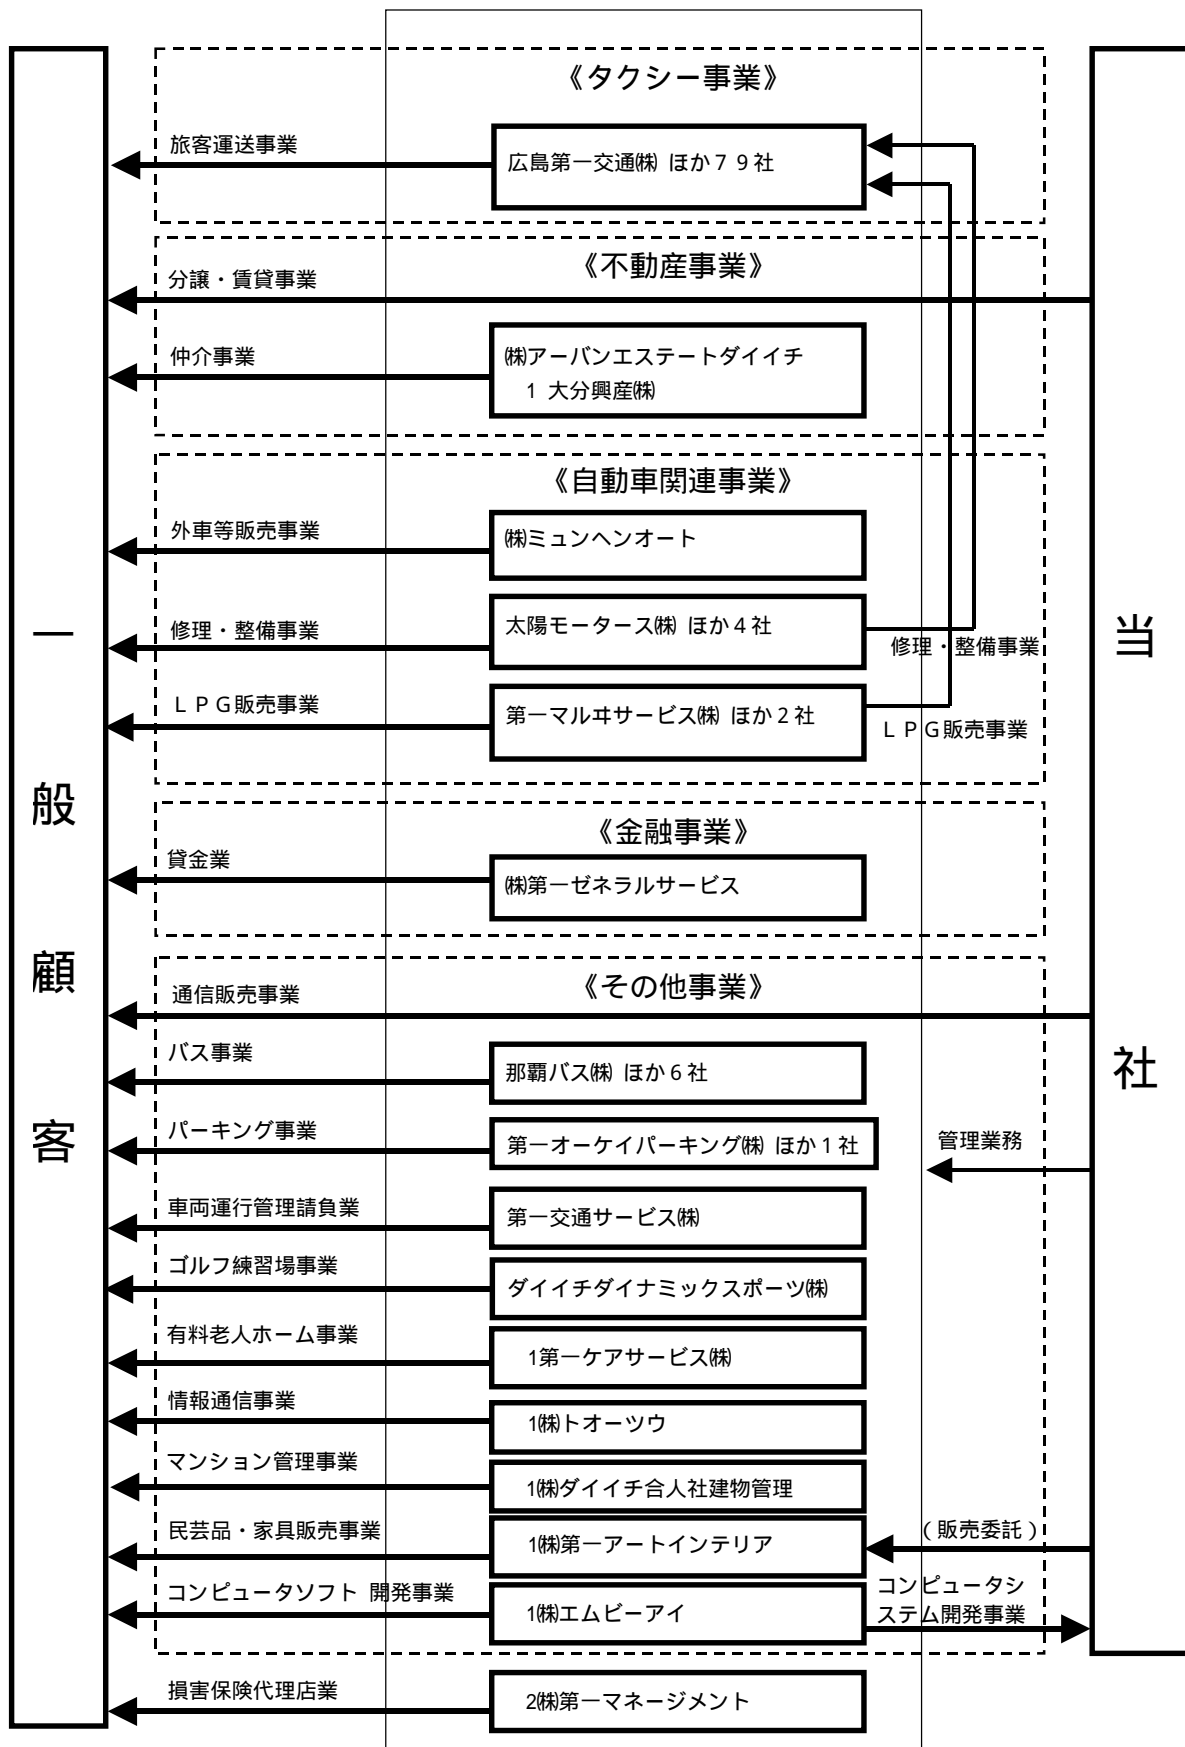 《タクシー事業》
旅客運送事業
広島第一交通㈱ ほか７９社
《不動産事業》
分譲・賃貸事業
仲介事業
㈱アーバンエステートダイイチ
1 大分興産㈱
《自動車関連事業》
外車等販売事業
㈱ミュンヘンオート
修理・整備事業
太陽モータース㈱ ほか４社
修理・整備事業
ＬＰＧ販売事業
第一マルヰサービス㈱ ほか２社
ＬＰＧ販売事業
《金融事業》
貸金業
㈱第一ゼネラルサービス
《その他事業》
通信販売事業
バス事業
那覇バス㈱ ほか６社
パーキング事業
第一オーケイパーキング㈱ ほか１社
管理業務
車両運行管理請負業
第一交通サービス㈱
ゴルフ練習場事業
ダイイチダイナミックスポーツ㈱
有料老人ホーム事業
1第一ケアサービス㈱
情報通信事業
1㈱トオーツウ
マンション管理事業
1㈱ダイイチ合人社建物管理
民芸品・家具販売事業
1㈱第一アートインテリア
（販売委託）
コンピュータソフト 開発事業
1㈱エムビーアイ
コンピュータシ
ステム開発事業
損害保険代理店業
2㈱第一マネージメント
一般顧客
当社